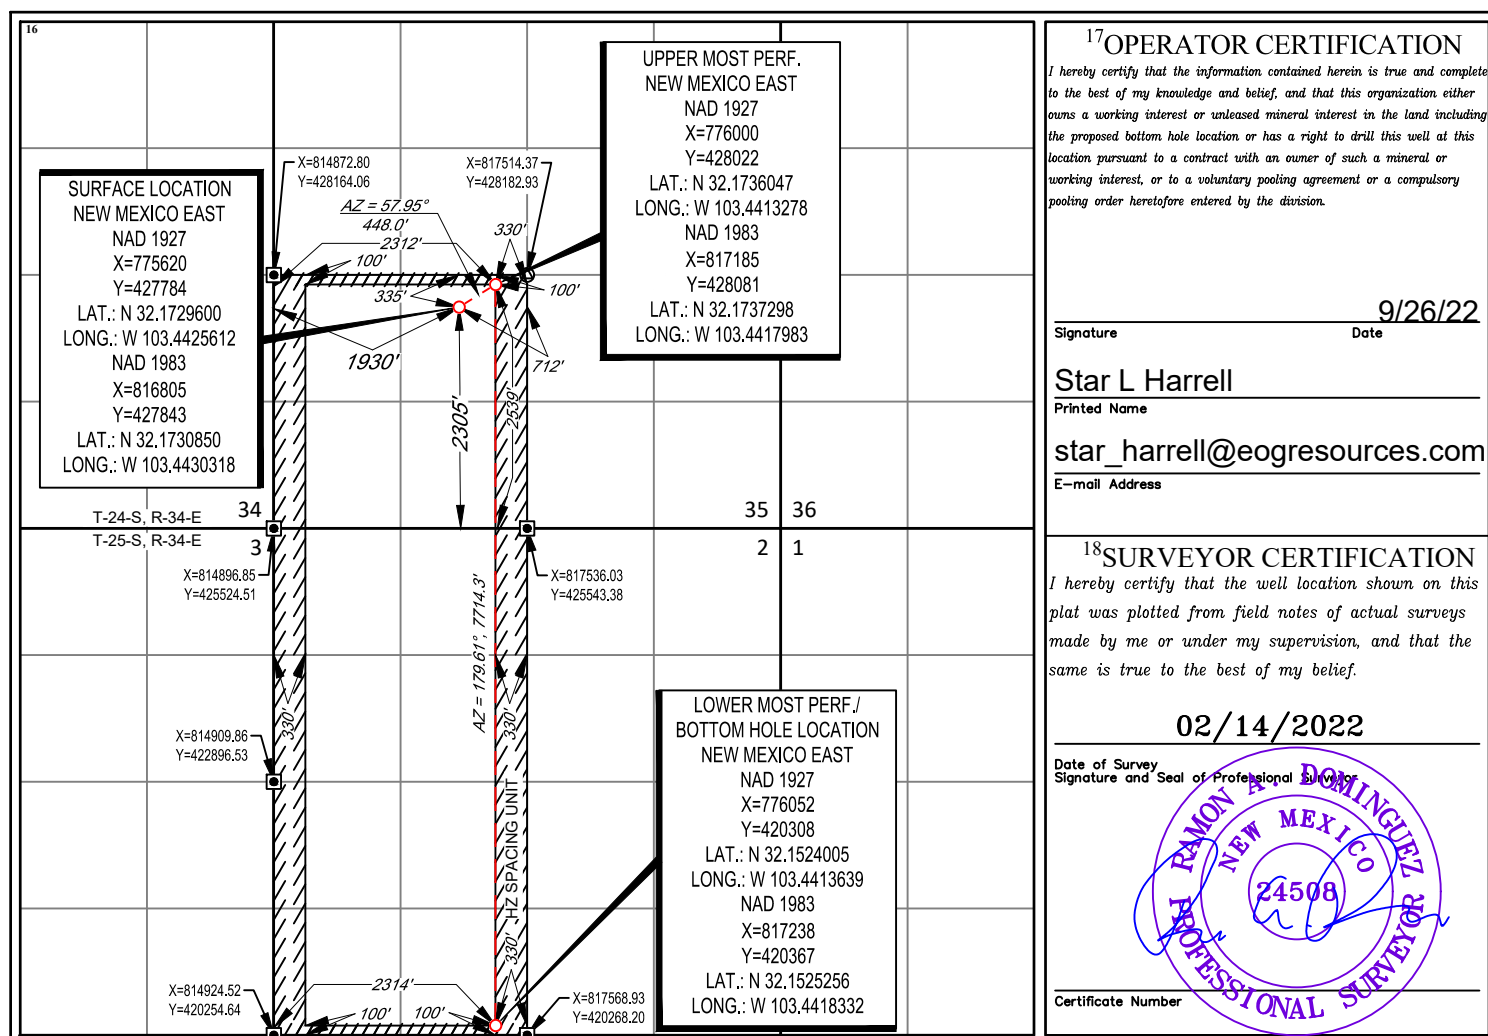 16
UPPER MOST PERF.
NEW MEXICO EAST
NAD 1927
X=776000
Y=428022
LAT.: N 32.1736047
LONG.: W 103.4413278
NAD 1983
X=817185
Y=428081
LAT.: N 32.1737298
LONG.: W 103.4417983
X=814872.80
Y=428164.06
X=817514.37
Y=428182.93
SURFACE LOCATION
NEW MEXICO EAST
NAD 1927
X=775620
Y=427784
LAT.: N 32.1729600
LONG.: W 103.4425612
NAD 1983
X=816805
Y=427843
LAT.: N 32.1730850
LONG.: W 103.4430318
AZ = 57.95°
448.0'
330'
2312'
100'
100'
335'
1930'
712'
2539'
2305'
34
35
36
T-24-S, R-34-E
T-25-S, R-34-E
3
2
1
X=814896.85
Y=425524.51
X=817536.03
Y=425543.38
AZ = 179.61°, 7714.3'
330'
330'
X=814909.86
Y=422896.53
LOWER MOST PERF./
BOTTOM HOLE LOCATION
NEW MEXICO EAST
NAD 1927
X=776052
Y=420308
LAT.: N 32.1524005
LONG.: W 103.4413639
NAD 1983
X=817238
Y=420367
LAT.: N 32.1525256
LONG.: W 103.4418332
HZ SPACING UNIT
330'
2314'
X=814924.52
Y=420254.64
100'
100'
X=817568.93
Y=420268.20
17OPERATOR CERTIFICATION
I hereby certify that the information contained herein is true and complete
to the best of my knowledge and belief, and that this organization either
owns a working interest or unleased mineral interest in the land including
the proposed bottom hole location or has a right to drill this well at this
location pursuant to a contract with an owner of such a mineral or
working interest, or to a voluntary pooling agreement or a compulsory
pooling order heretofore entered by the division.
9/26/22
Signature Date
Star L Harrell
Printed Name
star_harrell@eogresources.com
E-mail Address
18SURVEYOR CERTIFICATION
I hereby certify that the well location shown on this
plat was plotted from field notes of actual surveys
made by me or under my supervision, and that the
same is true to the best of my belief.
02/14/2022
Date of Survey
Signature and Seal of Professional Surveyor
RAMON A. DOMINGUEZ
NEW MEXICO
24508
PROFESSIONAL SURVEYOR
Certificate Number